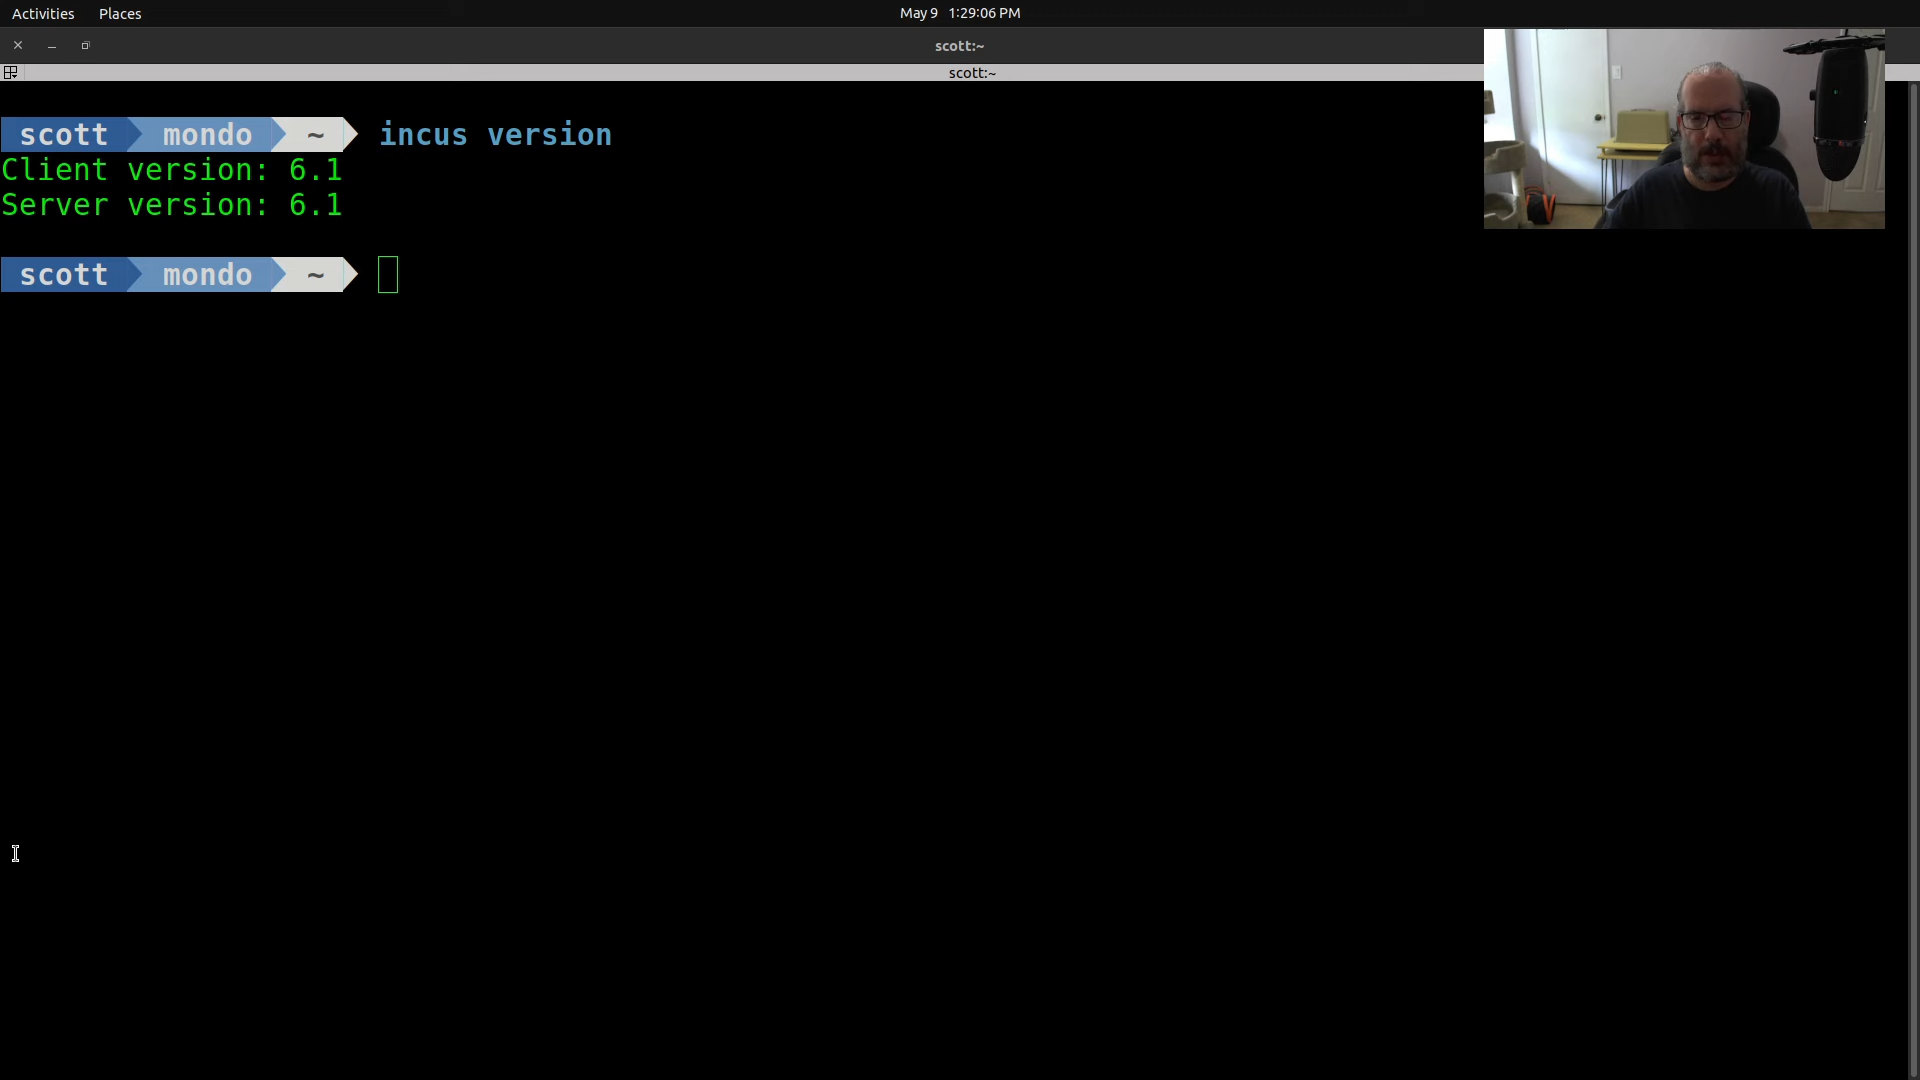 Activities Places May 9 1:29:06 PM
scott:~
scott:~
scott mondo ~ incus version
Client version: 6.1
Server version: 6.1
scott mondo ~